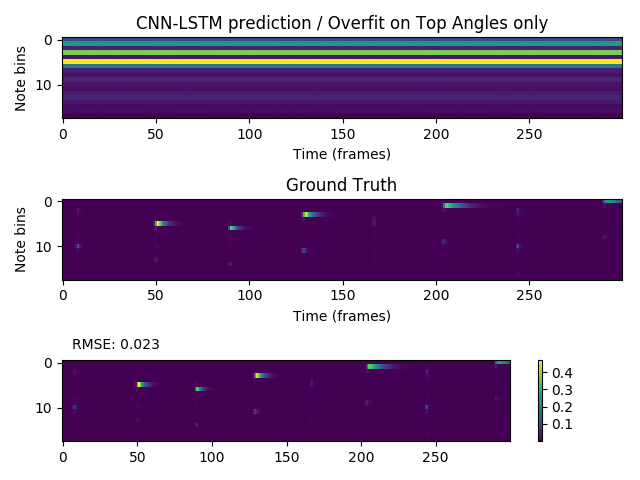 CNN-LSTM prediction / Overfit on Top Angles only
0
10
Note bins
0 50 100 150 200 250
Time (frames)
Ground Truth
0
10
Note bins
0 50 100 150 200 250
Time (frames)
RMSE: 0.023
0
10
0 50 100 150 200 250
0.4
0.3
0.2
0.1